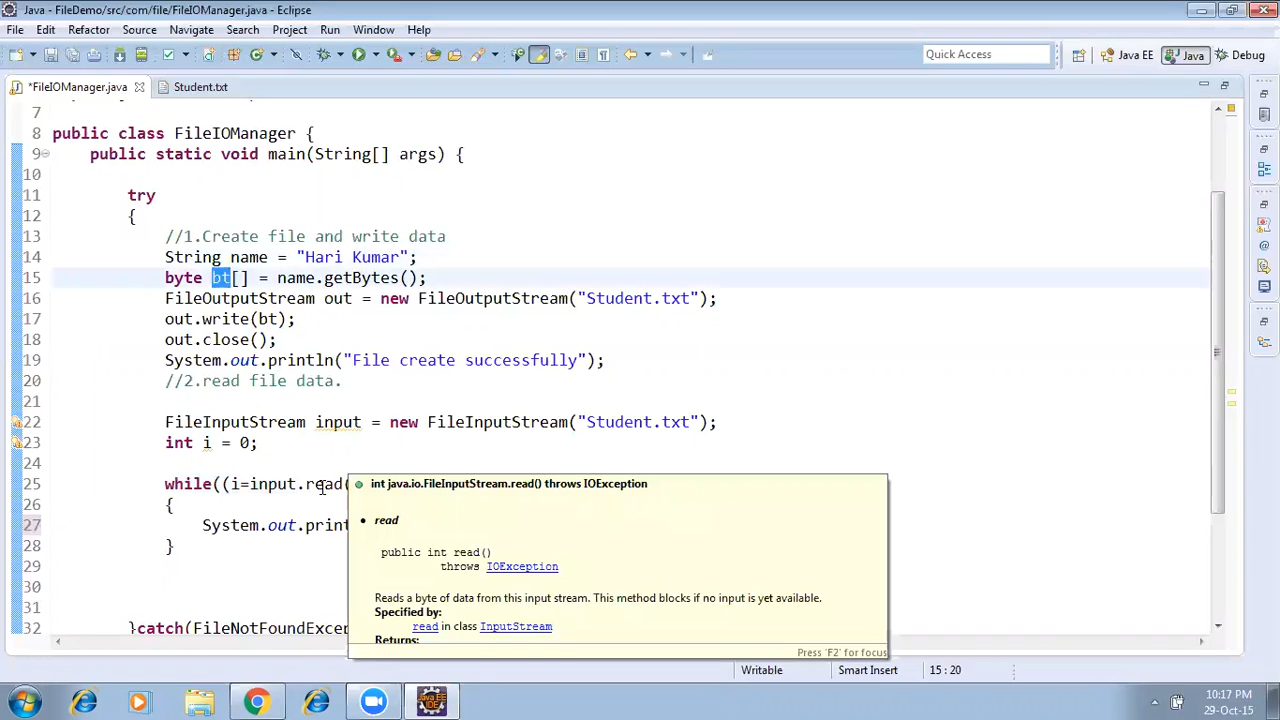 Java - FileDemo/src/com/file/FileIOManager.java - Eclipse
File Edit Refactor Source Navigate Search Project Run Window Help
Quick Access Java EE Java Debug
*FileIOManager.java Student.txt
7
8 public class FileIOManager {
9 public static void main(String[] args) {
10
11 try
12 {
13 //1.Create file and write data
14 String name = "Hari Kumar";
15 byte bt[] = name.getBytes();
16 FileOutputStream out = new FileOutputStream("Student.txt");
17 out.write(bt);
18 out.close();
19 System.out.println("File create successfully");
20 //2.read file data.
21
22 FileInputStream input = new FileInputStream("Student.txt");
23 int i = 0;
24
25 while((i=input.read(
26 {
27 System.out.print
28 }
29
30
31
32 }catch(FileNotFoundExcep
int java.io.FileInputStream.read() throws IOException
• read
public int read()
throws IOException
Reads a byte of data from this input stream. This method blocks if no input is yet available.
Specified by:
read in class InputStream
Returns:
Press 'F2' for focus
Writable Smart Insert 15 : 20
JAVA EE IDE
10:17 PM
29-Oct-15